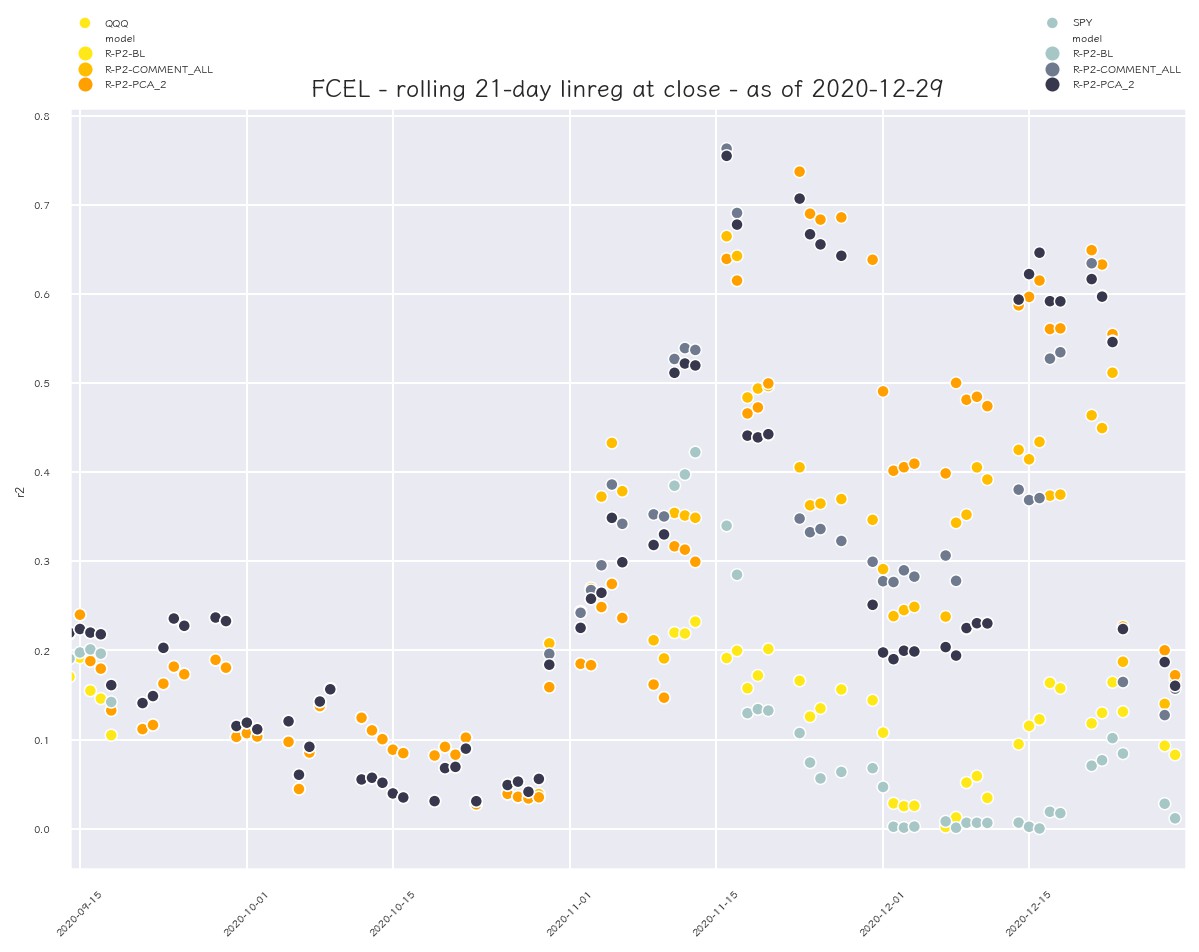 QQQ
model
R-P2-BL
R-P2-COMMENT_ALL
R-P2-PCA_2
SPY
model
R-P2-BL
R-P2-COMMENT_ALL
R-P2-PCA_2
FCEL - rolling 21-day linreg at close - as of 2020-12-29
0.8
0.7
0.6
0.5
0.4
0.3
0.2
0.1
0.0
r2
2020-09-15
2020-10-01
2020-10-15
2020-11-01
2020-11-15
2020-12-01
2020-12-15